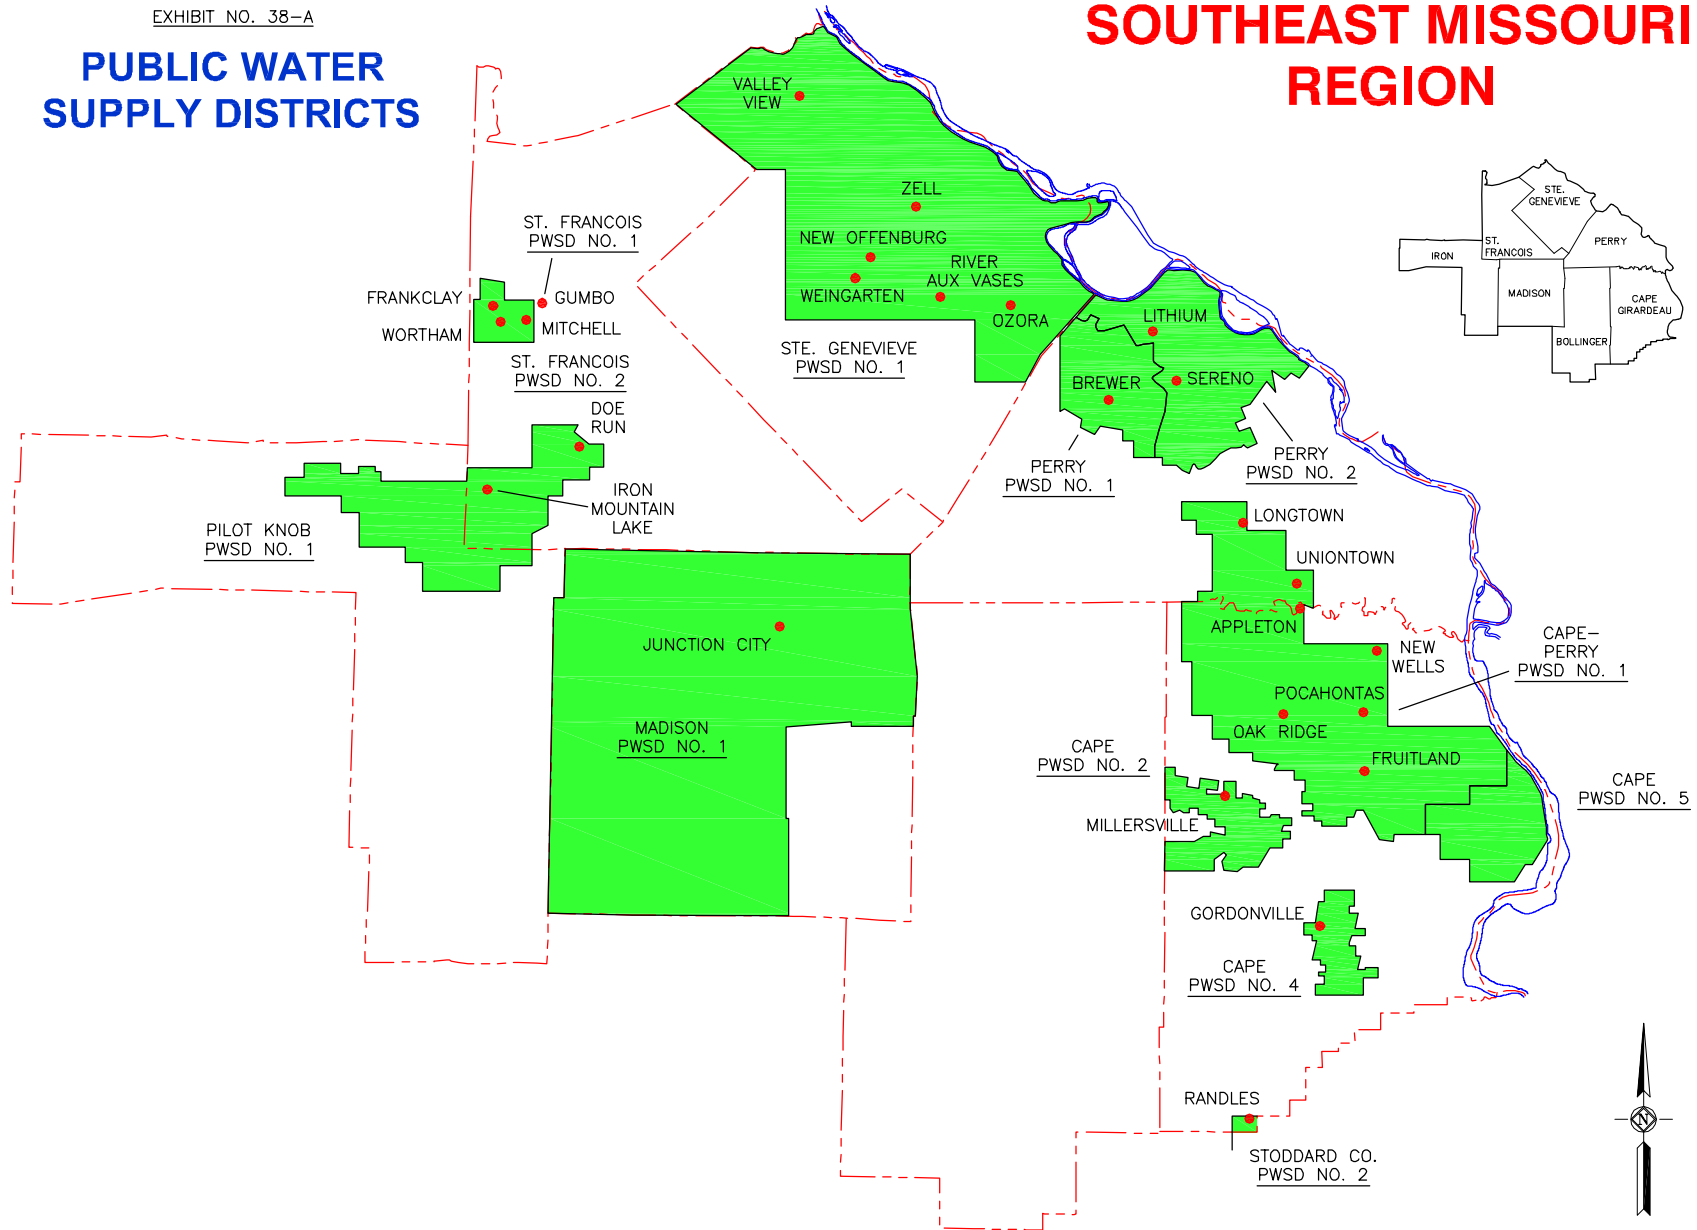 EXHIBIT NO. 38-A
PUBLIC WATER
SUPPLY DISTRICTS
SOUTHEAST MISSOURI
REGION
VALLEY
VIEW
ZELL
NEW OFFENBURG
RIVER
AUX VASES
WEINGARTEN
OZORA
STE. GENEVIEVE
PWSD NO. 1
ST. FRANCOIS
PWSD NO. 1
FRANKCLAY
GUMBO
WORTHAM
MITCHELL
ST. FRANCOIS
PWSD NO. 2
DOE
RUN
IRON
MOUNTAIN
LAKE
PILOT KNOB
PWSD NO. 1
LITHIUM
BREWER
SERENO
PERRY
PWSD NO. 1
PERRY
PWSD NO. 2
STE.
GENEVIEVE
ST.
FRANCOIS
PERRY
IRON
MADISON
CAPE
GIRARDEAU
BOLLINGER
LONGTOWN
UNIONTOWN
APPLETON
NEW
WELLS
CAPE-
PERRY
PWSD NO. 1
POCAHONTAS
OAK RIDGE
FRUITLAND
JUNCTION CITY
MADISON
PWSD NO. 1
CAPE
PWSD NO. 2
MILLERSVILLE
CAPE
PWSD NO. 5
GORDONVILLE
CAPE
PWSD NO. 4
RANDLES
STODDARD CO.
PWSD NO. 2
N